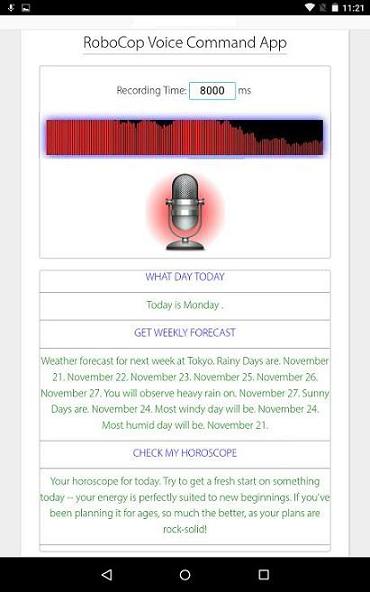 11:21
RoboCop Voice Command App
Recording Time: 8000 ms
WHAT DAY TODAY
Today is Monday .
GET WEEKLY FORECAST
Weather forecast for next week at Tokyo. Rainy Days are. November
21. November 22. November 23. November 25. November 26.
November 27. You will observe heavy rain on. November 27. Sunny
Days are. November 24. Most windy day will be. November 24.
Most humid day will be. November 21.
CHECK MY HOROSCOPE
Your horoscope for today. Try to get a fresh start on something
today -- your energy is perfectly suited to new beginnings. If you've
been planning it for ages, so much the better, as your plans are
rock-solid!